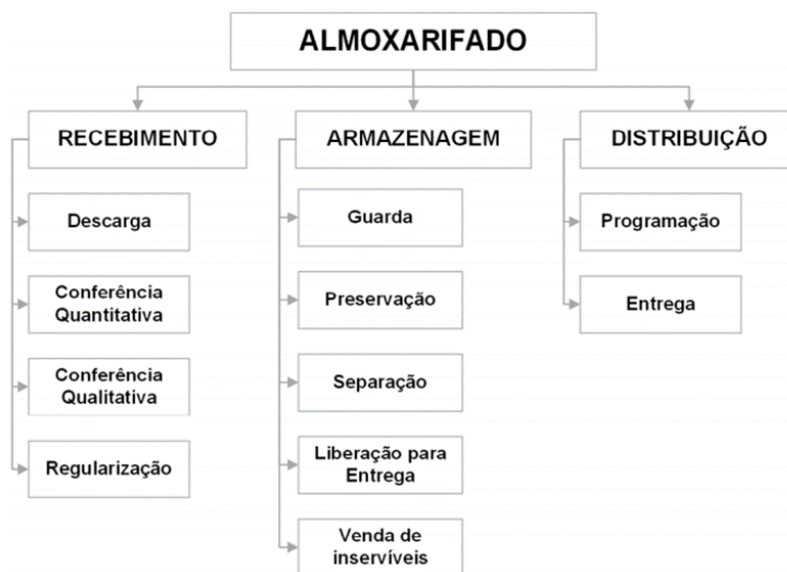 ALMOXARIFADO
RECEBIMENTO
Descarga
Conferência
Quantitativa
Conferência
Qualitativa
Regularização
ARMAZENAGEM
Guarda
Preservação
Separação
Liberação para
Entrega
Venda de
inservíveis
DISTRIBUIÇÃO
Programação
Entrega